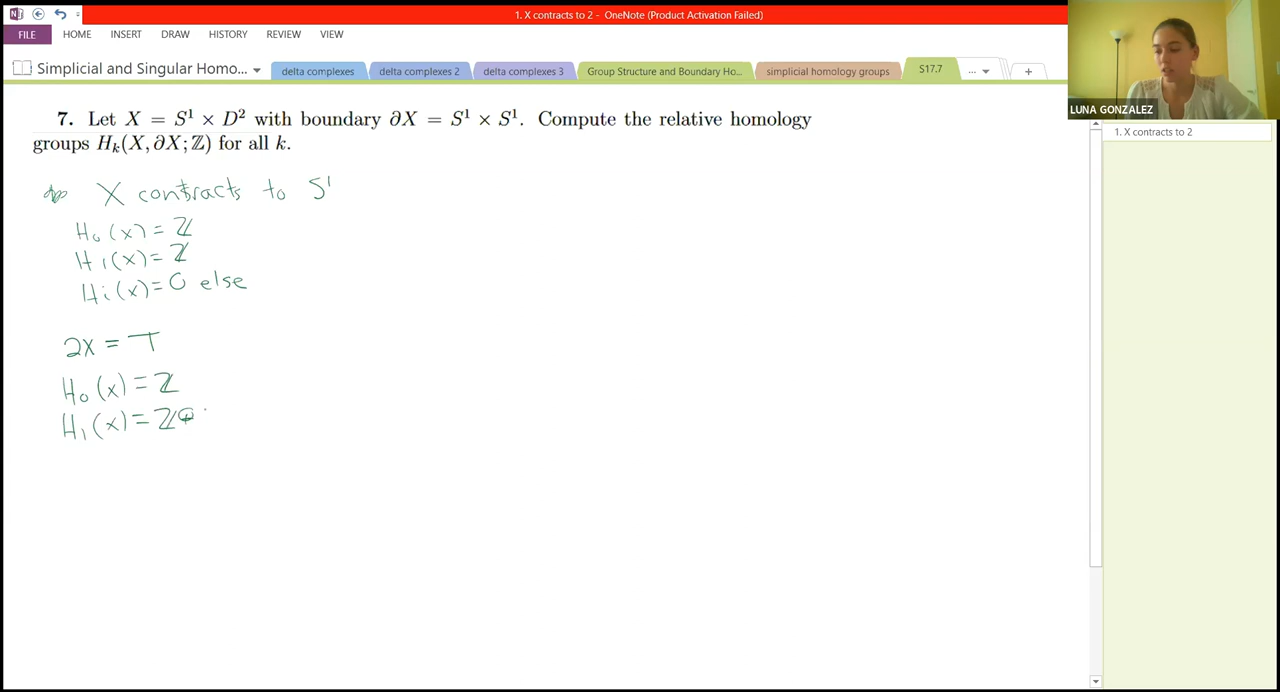 1. X contracts to 2 - OneNote (Product Activation Failed)
FILE HOME INSERT DRAW HISTORY REVIEW VIEW
Simplicial and Singular Homo...
delta complexes
delta complexes 2
delta complexes 3
Group Structure and Boundary Ho...
simplicial homology groups
S17.7
...
LUNA GONZALEZ
1. X contracts to 2
7. Let X = S¹ × D² with boundary ∂X = S¹ × S¹. Compute the relative homology
groups Hₖ(X, ∂X; ℤ) for all k.
X contracts to S¹
H₀(x) = ℤ
H₁(x) = ℤ
Hi(x) = 0 else
∂X = T
H₀(x) = ℤ
H₁(x) = ℤ⊕